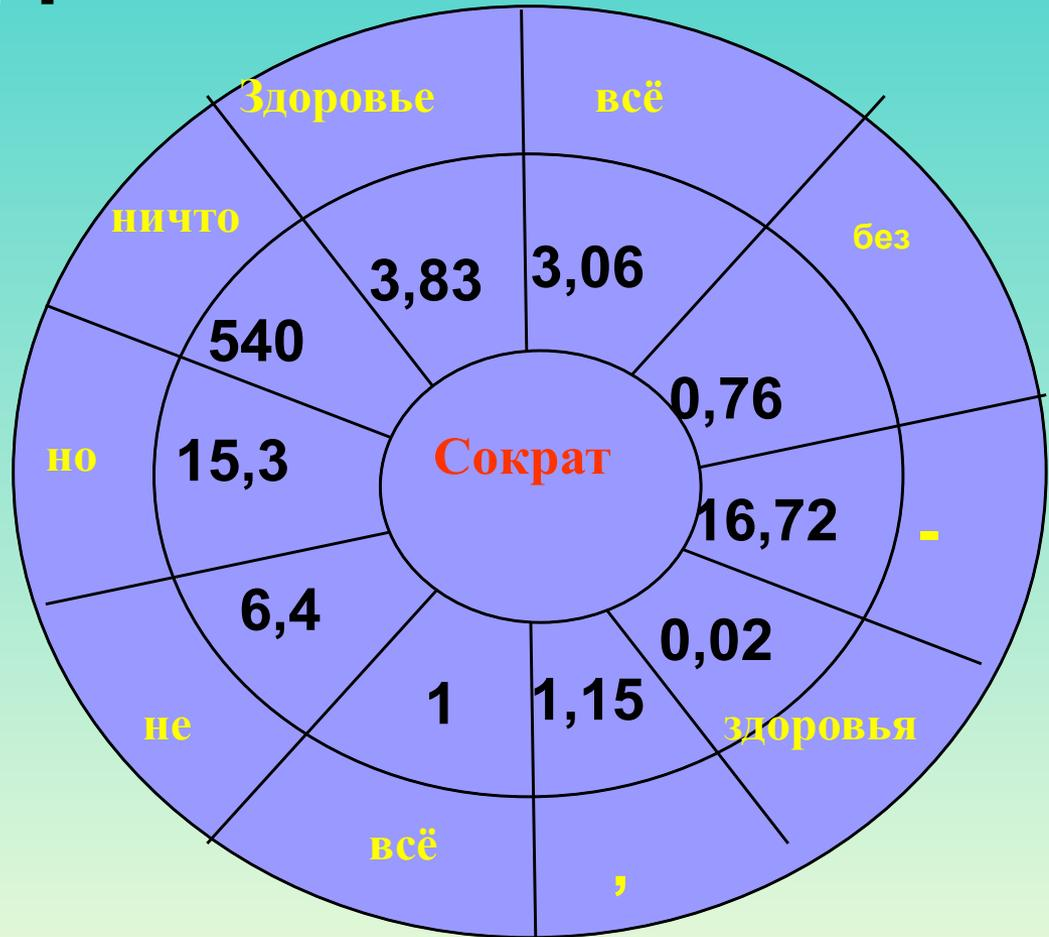 Здоровье
всё
ничто
без
3,83
3,06
540
0,76
но
15,3
Сократ
16,72
-
6,4
0,02
1
1,15
не
здоровья
всё
,